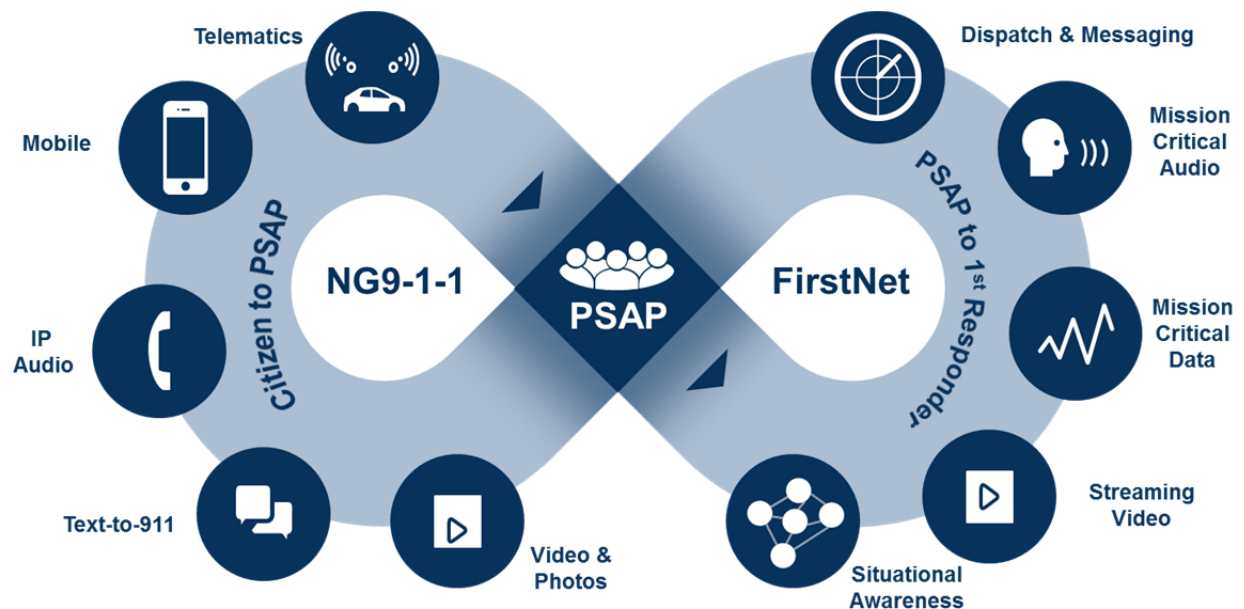 Telematics
Mobile
IP
Audio
Text-to-911
Video &
Photos
Citizen to PSAP
NG9-1-1
PSAP
FirstNet
PSAP to 1st Responder
Dispatch & Messaging
Mission
Critical
Audio
Mission
Critical
Data
Streaming
Video
Situational
Awareness